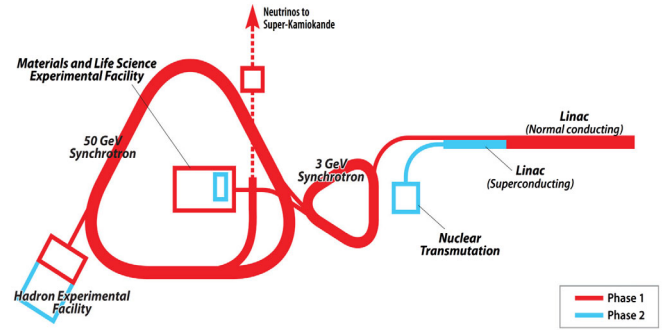 Neutrinos to
Super-Kamiokande
Materials and Life Science
Experimental Facility
50 GeV
Synchrotron
3 GeV
Synchrotron
Linac
(Normal conducting)
Linac
(Superconducting)
Nuclear
Transmutation
Hadron Experimental
Facility
Phase 1
Phase 2